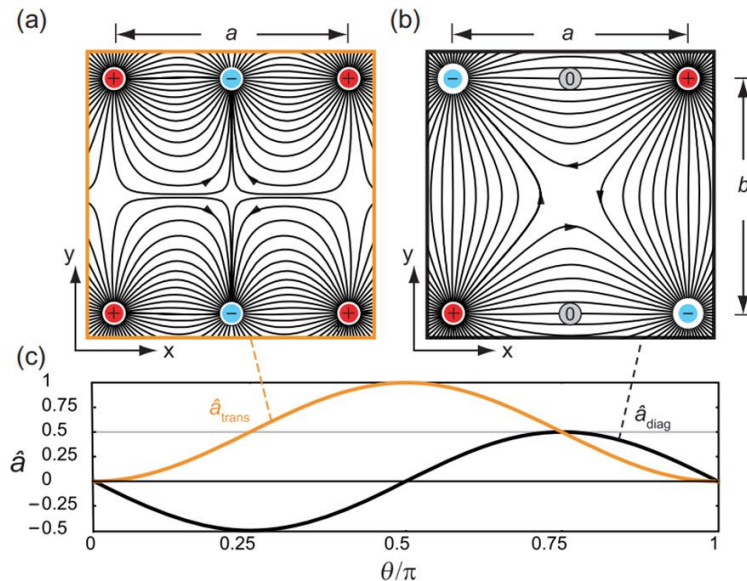 (a)
a
(b)
a
+ − +
− 0 +
b
y
y
+ − +
+ 0 −
x
x
(c)
1
0.75
0.5
0.25
0
−0.25
−0.5
â
âtrans
âdiag
0 0.25 0.5 0.75 1
θ/π